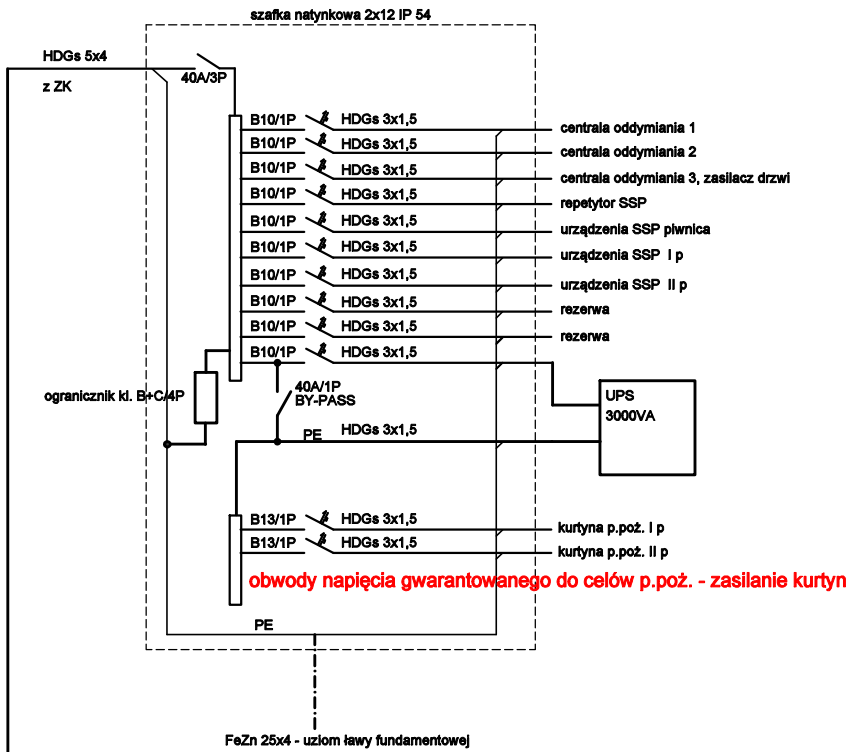 szafka natynkowa 2x12 IP 54
HDGs 5x4
z ZK
40A/3P
B10/1P HDGs 3x1,5 centrala oddymiania 1
B10/1P HDGs 3x1,5 centrala oddymiania 2
B10/1P HDGs 3x1,5 centrala oddymiania 3, zasilacz drzwi
B10/1P HDGs 3x1,5 repetytor SSP
B10/1P HDGs 3x1,5 urządzenia SSP piwnica
B10/1P HDGs 3x1,5 urządzenia SSP I p
B10/1P HDGs 3x1,5 urządzenia SSP II p
B10/1P HDGs 3x1,5 rezerwa
B10/1P HDGs 3x1,5 rezerwa
B10/1P HDGs 3x1,5
ogranicznik kl. B+C/4P
40A/1P
BY-PASS
UPS
3000VA
PE HDGs 3x1,5
B13/1P HDGs 3x1,5 kurtyna p.poż. I p
B13/1P HDGs 3x1,5 kurtyna p.poż. II p
obwody napięcia gwarantowanego do celów p.poż. - zasilanie kurtyn
PE
FeZn 25x4 - uziom ławy fundamentowej